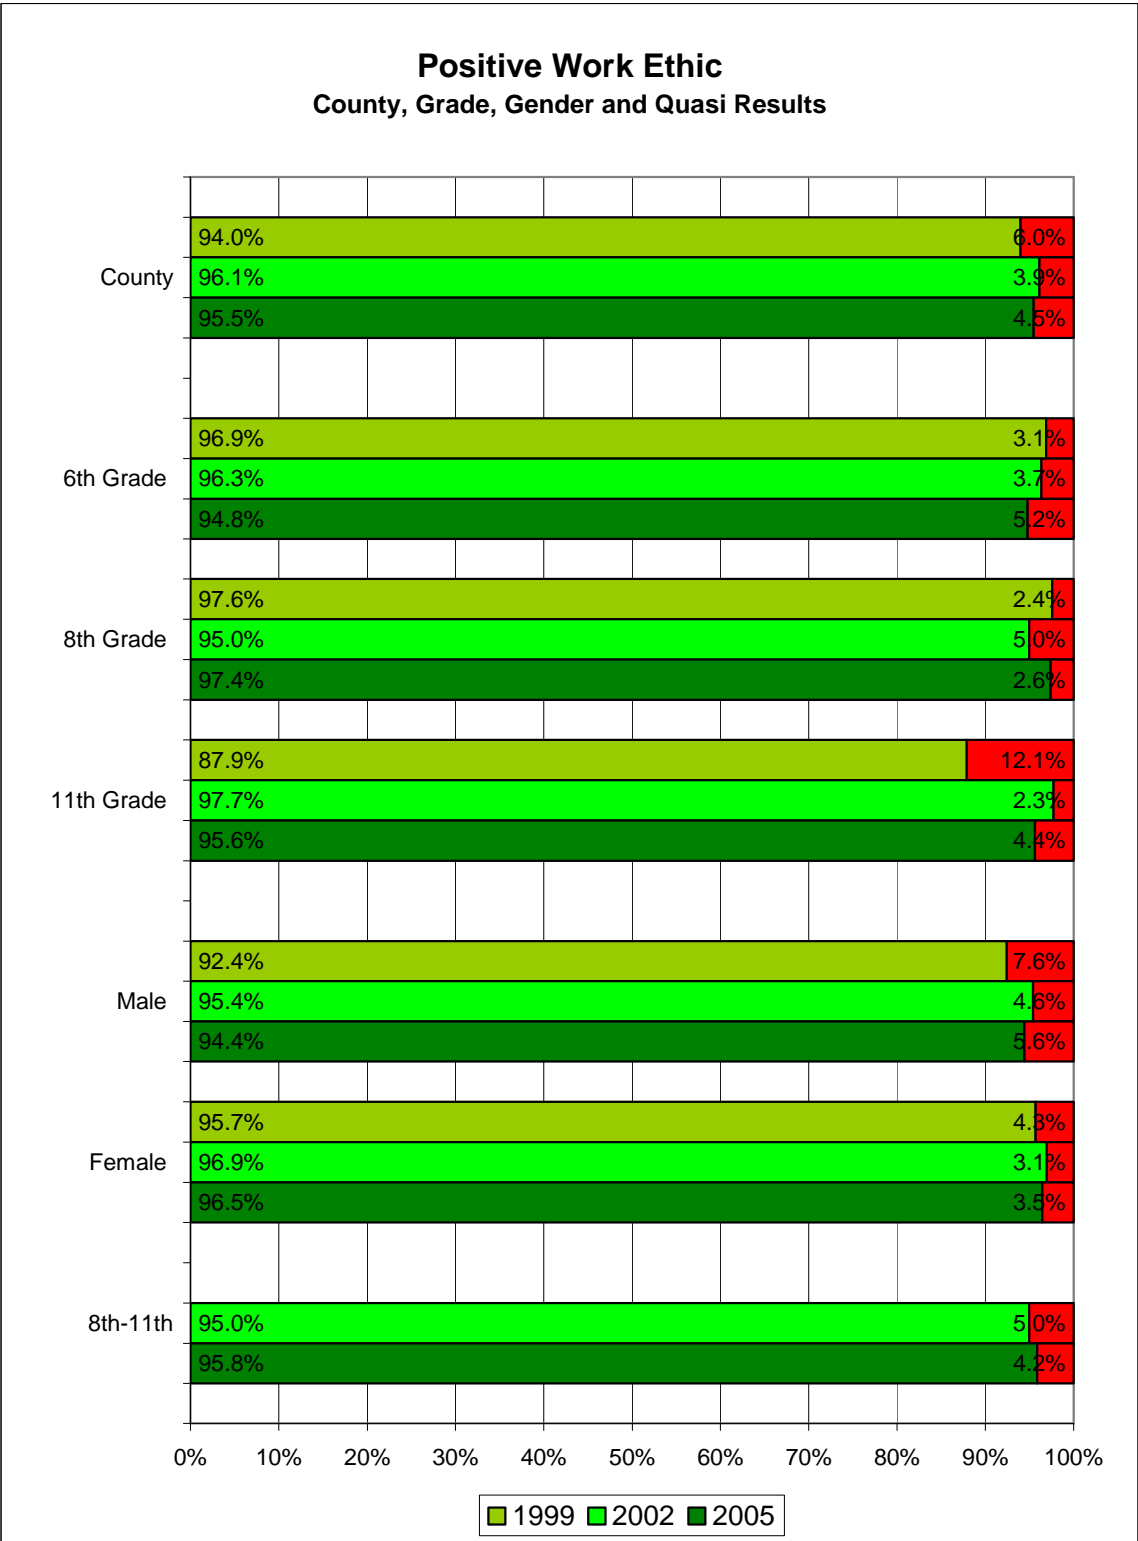 Positive Work Ethic
County, Grade, Gender and Quasi Results
94.0% 6.0%
County 96.1% 3.9%
95.5% 4.5%
96.9% 3.1%
6th Grade 96.3% 3.7%
94.8% 5.2%
97.6% 2.4%
8th Grade 95.0% 5.0%
97.4% 2.6%
87.9% 12.1%
11th Grade 97.7% 2.3%
95.6% 4.4%
92.4% 7.6%
Male 95.4% 4.6%
94.4% 5.6%
95.7% 4.3%
Female 96.9% 3.1%
96.5% 3.5%
8th-11th 95.0% 5.0%
95.8% 4.2%
0% 10% 20% 30% 40% 50% 60% 70% 80% 90% 100%
1999 2002 2005